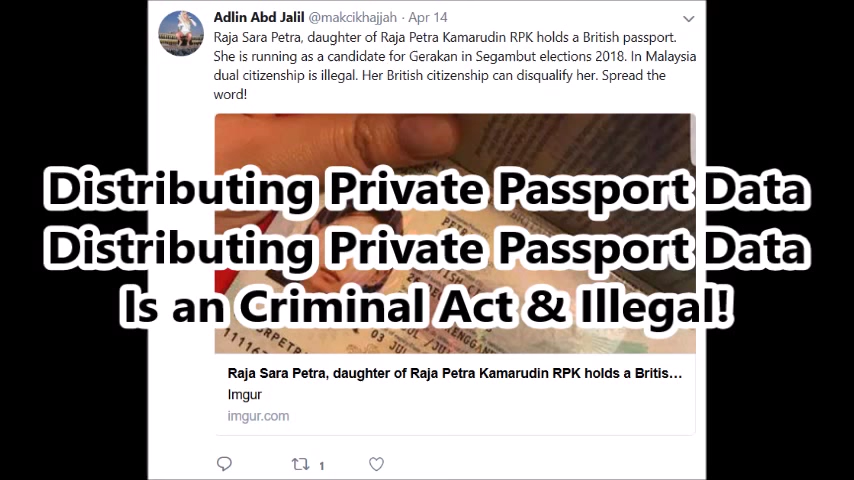 Adlin Abd Jalil @makcikhajjah · Apr 14
Raja Sara Petra, daughter of Raja Petra Kamarudin RPK holds a British passport.
She is running as a candidate for Gerakan in Segambut elections 2018. In Malaysia
dual citizenship is illegal. Her British citizenship can disqualify her. Spread the
word!
Distributing Private Passport Data
Distributing Private Passport Data
Is an Criminal Act & Illegal!
Raja Sara Petra, daughter of Raja Petra Kamarudin RPK holds a Britis...
Imgur
imgur.com
1